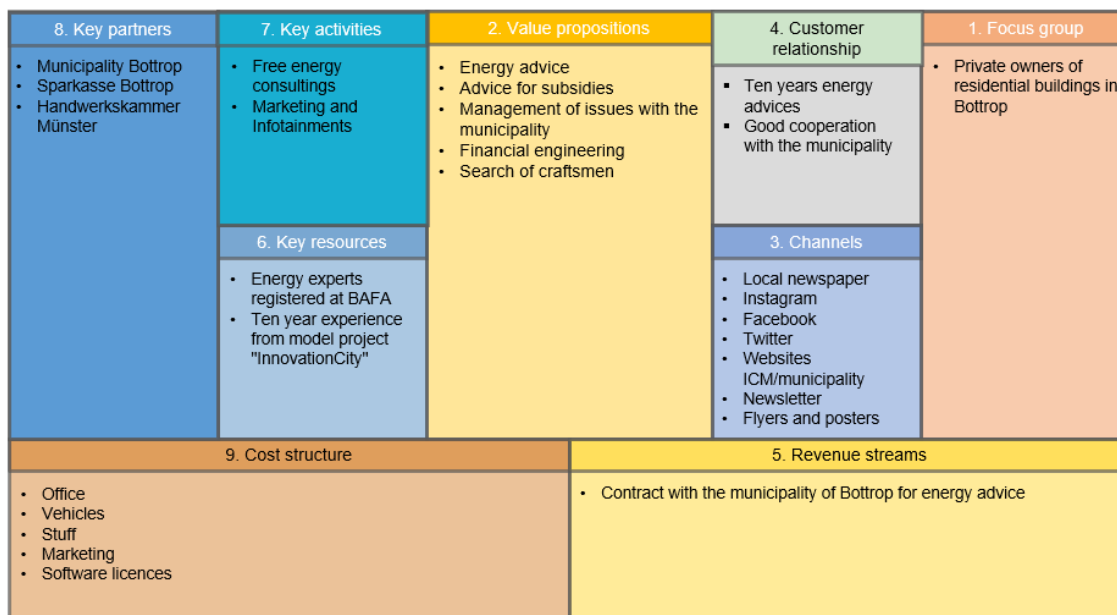 8. Key partners
• Municipality Bottrop
• Sparkasse Bottrop
• Handwerkskammer
Münster
7. Key activities
• Free energy
consultings
• Marketing and
Infotainments
6. Key resources
• Energy experts
registered at BAFA
• Ten year experience
from model project
"InnovationCity"
2. Value propositions
• Energy advice
• Advice for subsidies
• Management of issues with the
municipality
• Financial engineering
• Search of craftsmen
4. Customer
relationship
▪ Ten years energy
advices
▪ Good cooperation
with the municipality
3. Channels
• Local newspaper
• Instagram
• Facebook
• Twitter
• Websites
ICM/municipality
• Newsletter
• Flyers and posters
1. Focus group
• Private owners of
residential buildings in
Bottrop
9. Cost structure
• Office
• Vehicles
• Stuff
• Marketing
• Software licences
5. Revenue streams
• Contract with the municipality of Bottrop for energy advice